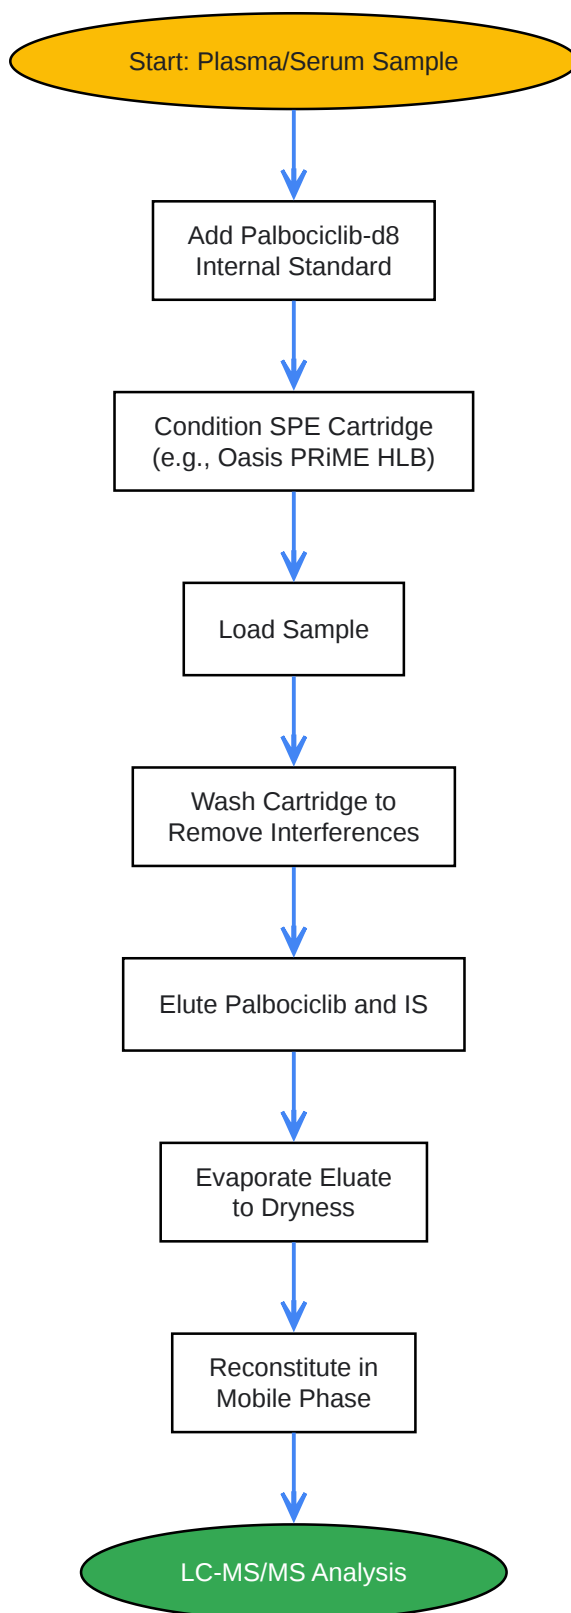 Start: Plasma/Serum Sample
Add Palbociclib-d8
Internal Standard
Condition SPE Cartridge
(e.g., Oasis PRiME HLB)
Load Sample
Wash Cartridge to
Remove Interferences
Elute Palbociclib and IS
Evaporate Eluate
to Dryness
Reconstitute in
Mobile Phase
LC-MS/MS Analysis